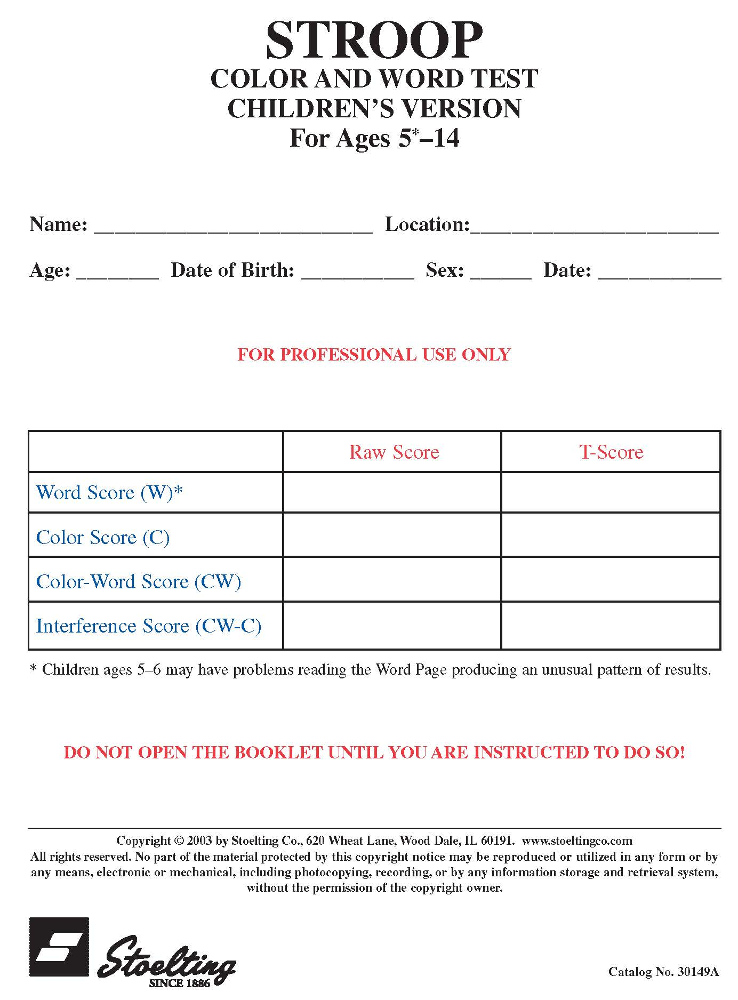 STROOP
COLOR AND WORD TEST
CHILDREN'S VERSION
For Ages 5*–14
Name: ___________________________ Location:________________________
Age: ________ Date of Birth: ___________ Sex: ______ Date: ____________
FOR PROFESSIONAL USE ONLY
Raw Score T-Score
Word Score (W)*
Color Score (C)
Color-Word Score (CW)
Interference Score (CW-C)
* Children ages 5–6 may have problems reading the Word Page producing an unusual pattern of results.
DO NOT OPEN THE BOOKLET UNTIL YOU ARE INSTRUCTED TO DO SO!
Copyright © 2003 by Stoelting Co., 620 Wheat Lane, Wood Dale, IL 60191. www.stoeltingco.com
All rights reserved. No part of the material protected by this copyright notice may be reproduced or utilized in any form or by
any means, electronic or mechanical, including photocopying, recording, or by any information storage and retrieval system,
without the permission of the copyright owner.
Stoelting
SINCE 1886
Catalog No. 30149A